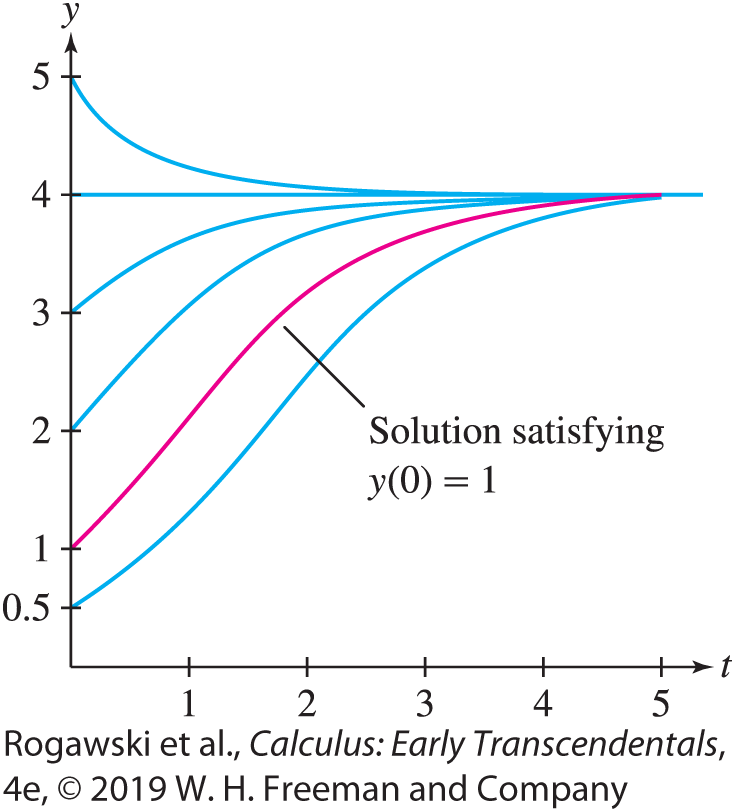 y
5
4
3
2
1
0.5
Solution satisfying
y(0) = 1
1 2 3 4 5 t
Rogawski et al., Calculus: Early Transcendentals,
4e, © 2019 W. H. Freeman and Company